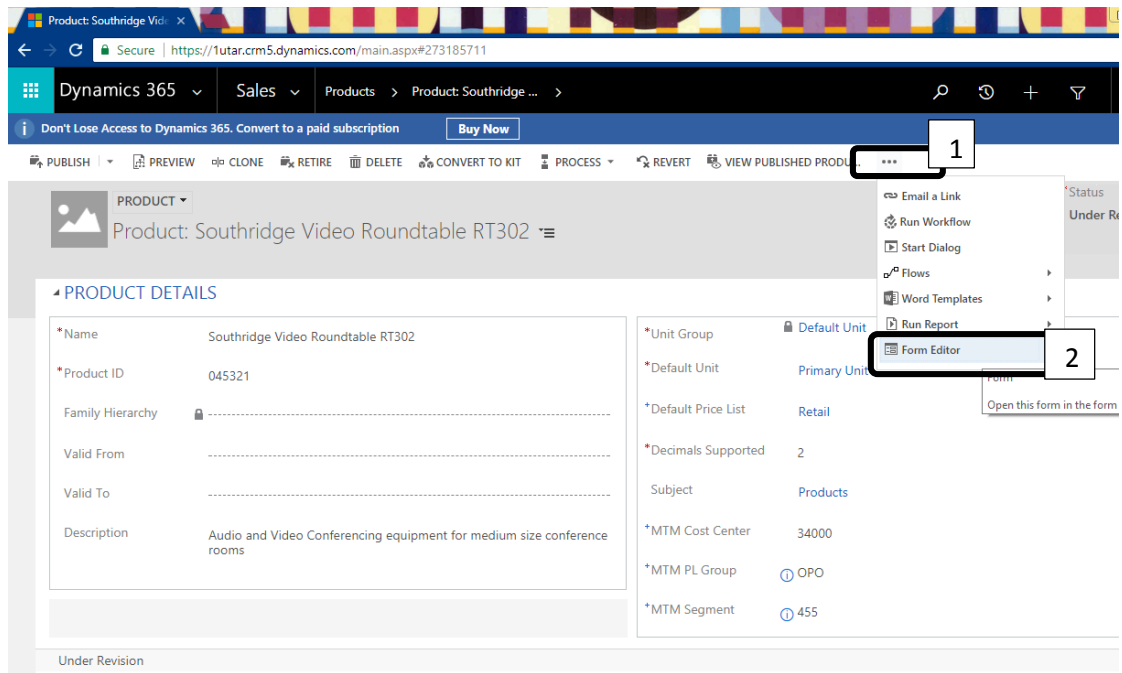 Product: Southridge Vide
Secure https://1utar.crm5.dynamics.com/main.aspx#273185711
Dynamics 365 Sales Products > Product: Southridge ... >
Don't Lose Access to Dynamics 365. Convert to a paid subscription Buy Now
PUBLISH PREVIEW CLONE RETIRE DELETE CONVERT TO KIT PROCESS REVERT VIEW PUBLISHED PRODU... ... 1
PRODUCT
Product: Southridge Video Roundtable RT302
Email a Link
Run Workflow
Start Dialog
Flows
Word Templates
Run Report
Form Editor
2
*Status
Under Re
Form
Open this form in the form
PRODUCT DETAILS
*Name Southridge Video Roundtable RT302
*Product ID 045321
Family Hierarchy
Valid From
Valid To
Description Audio and Video Conferencing equipment for medium size conference
rooms
*Unit Group Default Unit
*Default Unit Primary Unit
+Default Price List Retail
*Decimals Supported 2
Subject Products
+MTM Cost Center 34000
+MTM PL Group OPO
+MTM Segment 455
Under Revision